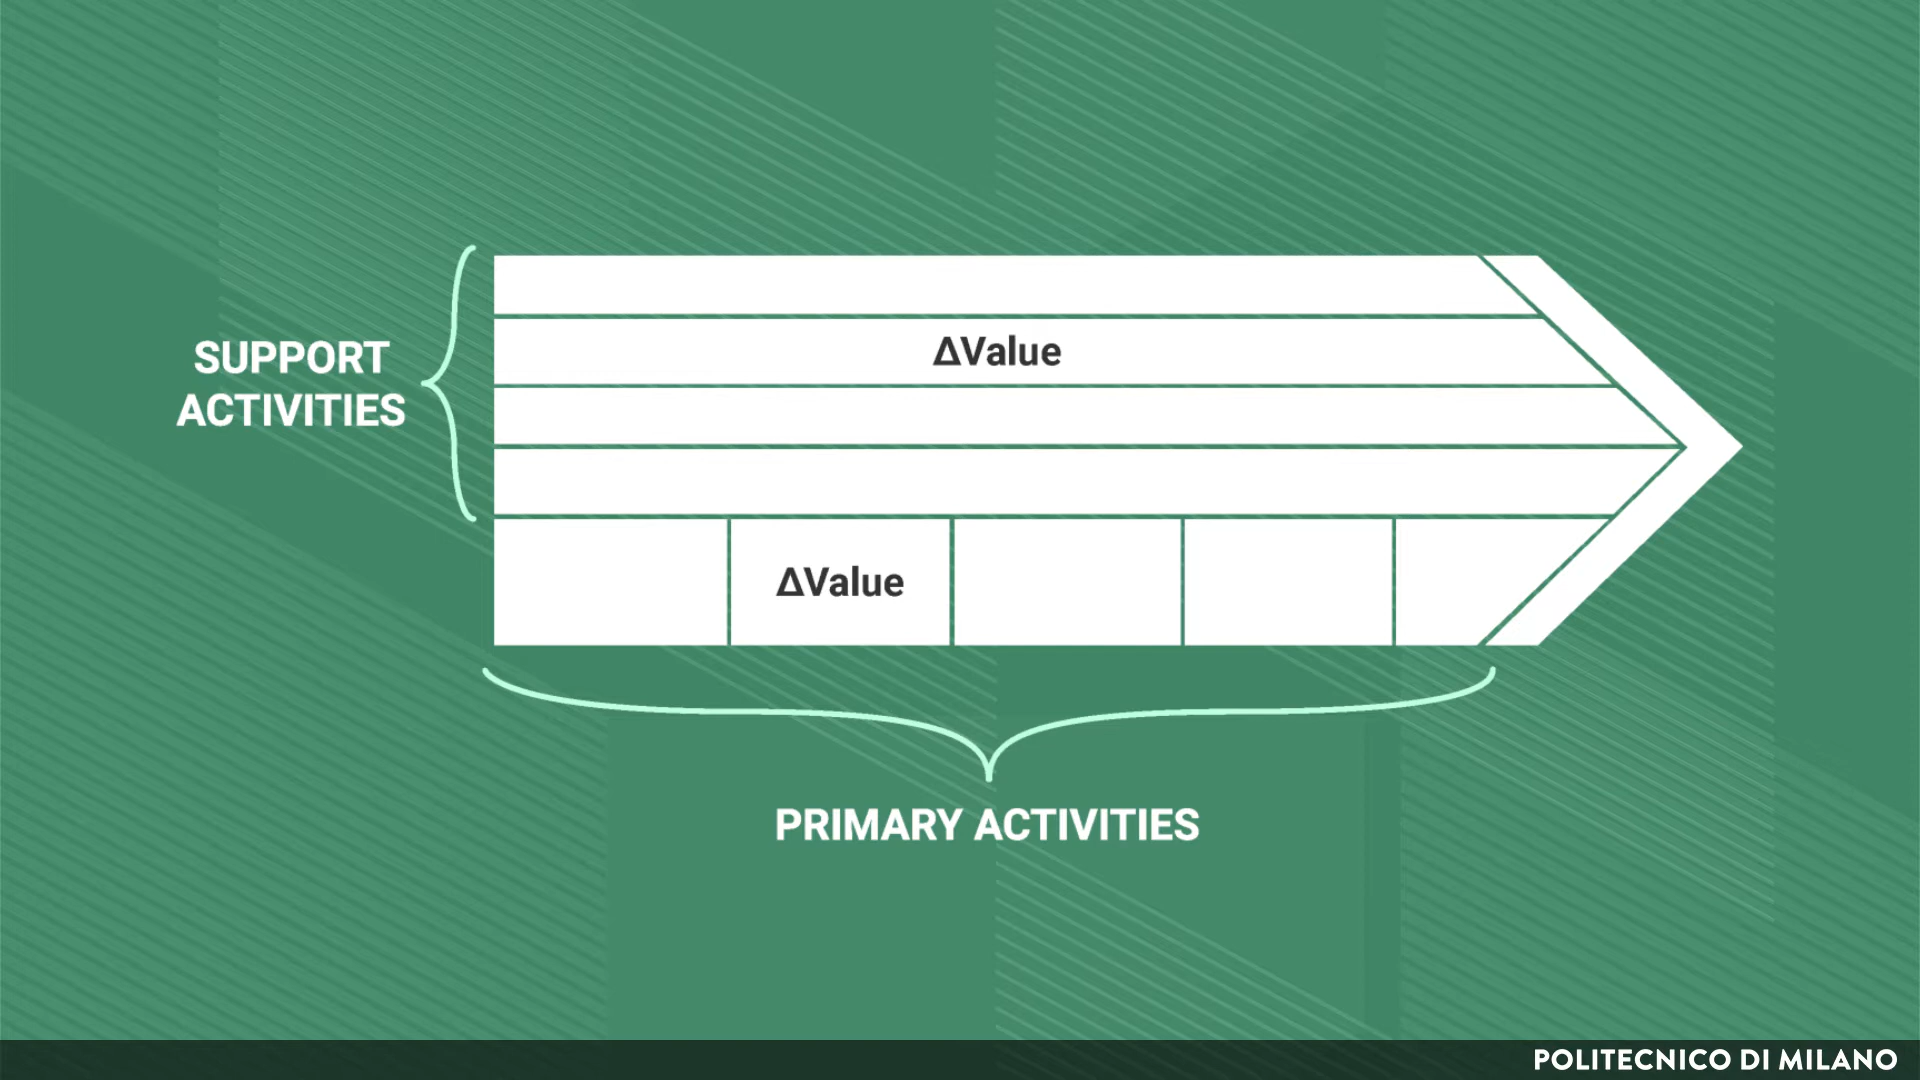 SUPPORT
ACTIVITIES
ΔValue
ΔValue
PRIMARY ACTIVITIES
POLITECNICO DI MILANO